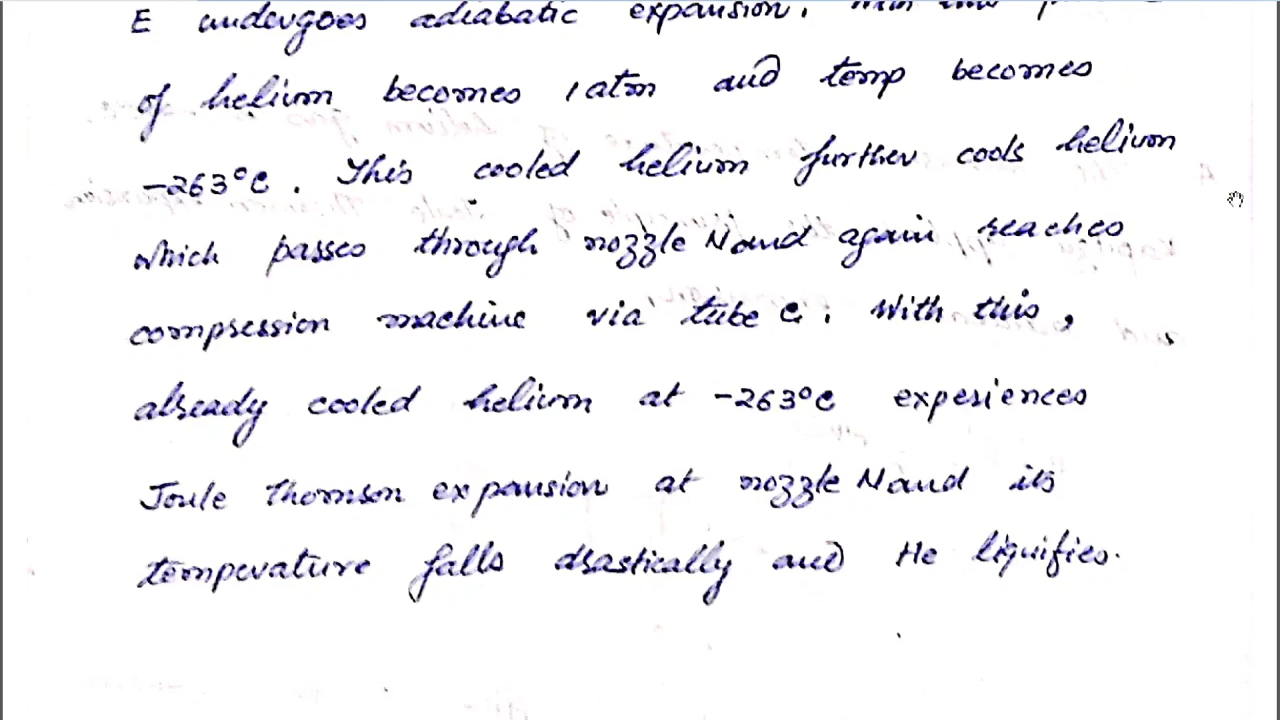 E undergoes adiabatic expansion.
of helium becomes 1 atm and temp becomes
-263°C. This cooled helium further cools helium
which passes through nozzle N and again reaches
compression machine via tube C. With this,
already cooled helium at -263°C experiences
Joule Thomson expansion at nozzle N and its
temperature falls drastically and He liquifies.